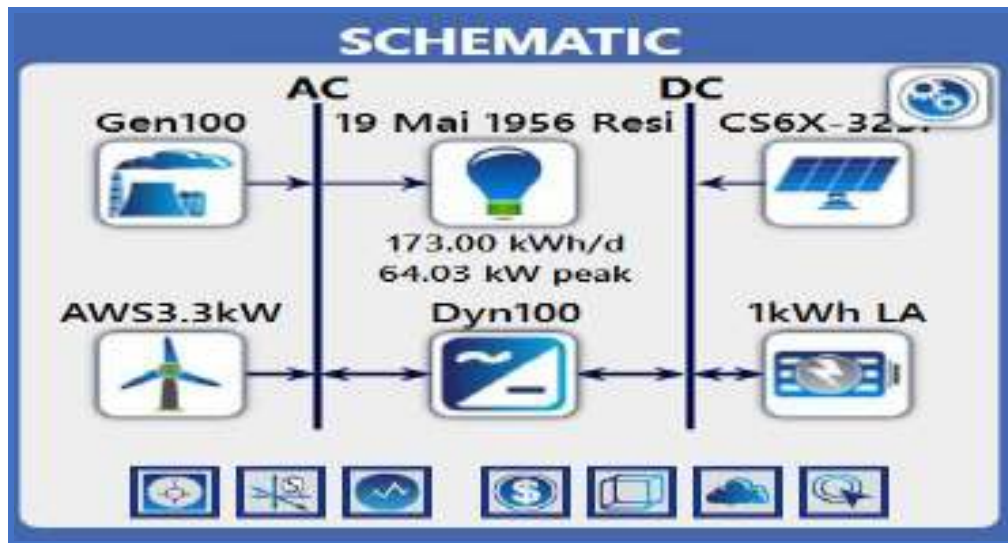 SCHEMATIC
AC
DC
Gen100
19 Mai 1956 Resi
173.00 kWh/d
64.03 kW peak
AWS3.3kW
Dyn100
1kWh LA
S
$